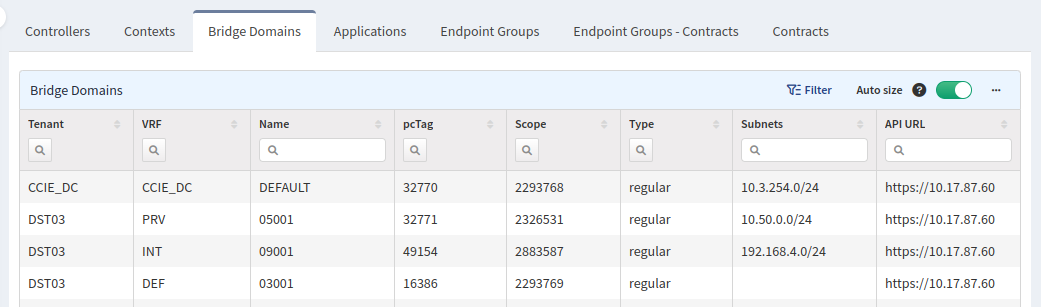 Controllers Contexts Bridge Domains Applications Endpoint Groups Endpoint Groups - Contracts Contracts
Bridge Domains Filter Auto size ? ...
Tenant VRF Name pcTag Scope Type Subnets API URL
CCIE_DC CCIE_DC DEFAULT 32770 2293768 regular 10.3.254.0/24 https://10.17.87.60
DST03 PRV 05001 32771 2326531 regular 10.50.0.0/24 https://10.17.87.60
DST03 INT 09001 49154 2883587 regular 192.168.4.0/24 https://10.17.87.60
DST03 DEF 03001 16386 2293769 regular https://10.17.87.60